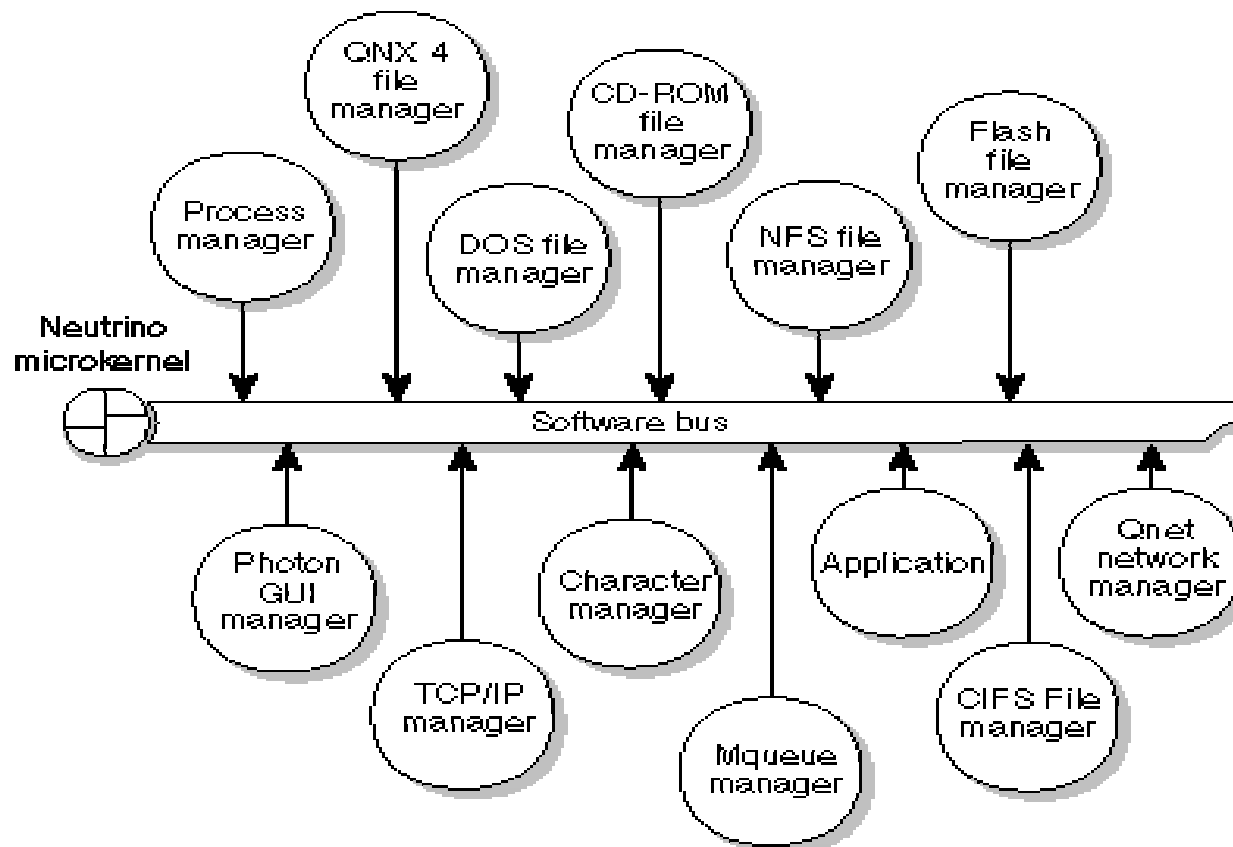 QNX 4
file
manager
CD-ROM
file
manager
Flash
file
manager
Process
manager
DOS file
manager
NFS file
manager
Neutrino
microkernel
Software bus
Photon
GUI
manager
TCP/IP
manager
Character
manager
Mqueue
manager
Application
CIFS File
manager
Qnet
network
manager